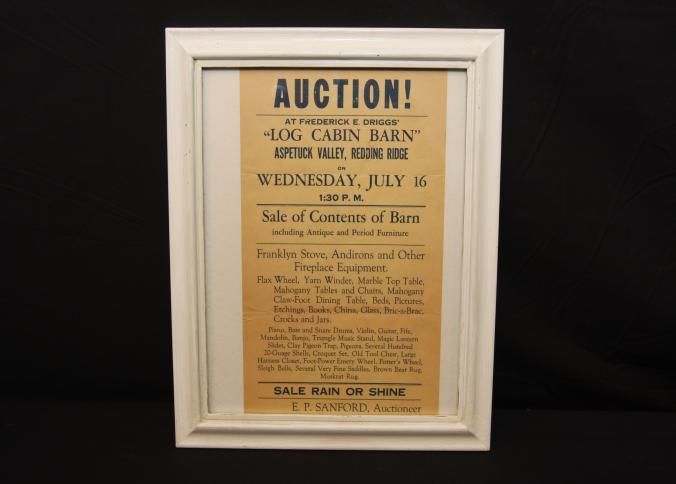 AUCTION!
AT FREDERICK E. DRIGGS'
"LOG CABIN BARN"
ASPETUCK VALLEY, REDDING RIDGE
ON
WEDNESDAY, JULY 16
1:30 P. M.
Sale of Contents of Barn
including Antique and Period Furniture
Franklyn Stove, Andirons and Other
Fireplace Equipment.
Flax Wheel, Yarn Winder, Marble Top Table,
Mahogany Tables and Chairs, Mahogany
Claw-Foot Dining Table, Beds, Pictures,
Etchings, Books, China, Glass, Bric-a-Brac,
Crocks and Jars.
Piano, Bass and Snare Drums, Violin, Guitar, Fife,
Mandolin, Banjo, Triangle Music Stand, Magic Lantern
Slides, Clay Pigeon Trap, Pigeons, Several Hundred
20-Guage Shells, Croquet Set, Old Tool Chest, Large
Harness Closet, Foot-Power Emery Wheel, Potter's Wheel,
Sleigh Bells, Several Very Fine Saddles, Brown Bear Rug,
Muskrat Rug.
SALE RAIN OR SHINE
E. P. SANFORD, Auctioneer